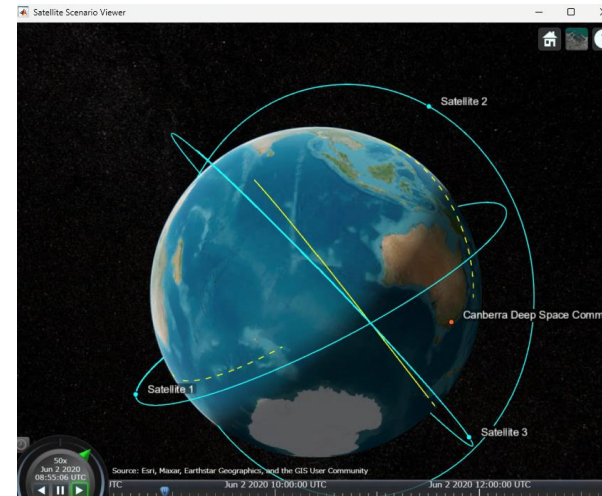 Satellite Scenario Viewer
Satellite 2
Canberra Deep Space Comm
Satellite 1
Satellite 3
50x
Jun 2 2020
08:55:06 UTC
Source: Esri, Maxar, Earthstar Geographics, and the GIS User Community
ITC
Jun 2 2020 10:00:00 UTC
Jun 2 2020 12:00:00 UTC